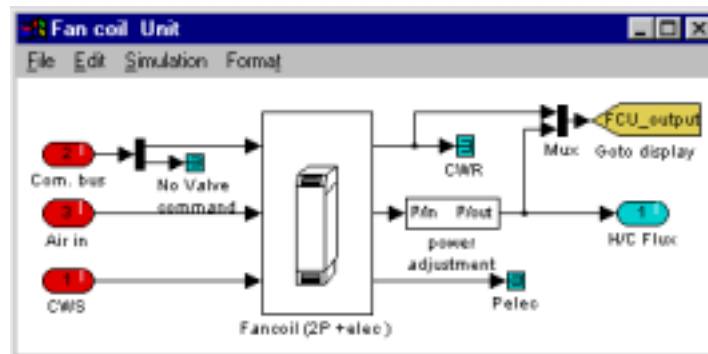 Fan coil Unit
File Edit Simulation Format
2
Com. bus
No Valve
command
3
Air in
1
CWS
Fancoil (2P +elec )
CWR
P/in P/out
power
adjustment
Pelec
Mux
FCU_output
Goto display
1
H/C Flux